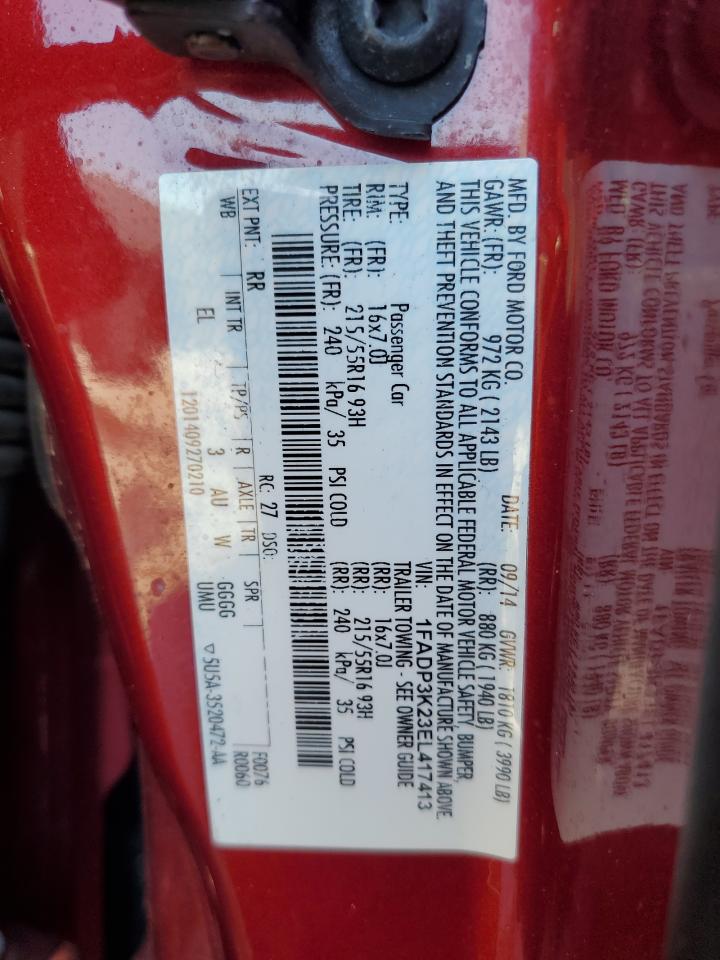 MFD. BY FORD MOTOR CO. DATE: 09/14 GVWR: 1810 KG ( 3990 LB)
GAWR: (FR): 972 KG ( 2143 LB) (RR): 880 KG ( 1940 LB)
THIS VEHICLE CONFORMS TO ALL APPLICABLE FEDERAL MOTOR VEHICLE SAFETY, BUMPER,
AND THEFT PREVENTION STANDARDS IN EFFECT ON THE DATE OF MANUFACTURE SHOWN ABOVE.
VIN: 1FADP3K23EL417413
TYPE: Passenger Car TRAILER TOWING - SEE OWNER GUIDE
RIM: (FR): 16x7.0J (RR): 16x7.0J
TIRE: (FR): 215/55R16 93H (RR): 215/55R16 93H
PRESSURE: (FR): 240 kPa/ 35 PSI COLD (RR): 240 kPa/ 35 PSI COLD
EXT PNT: RR RC: 27 DSO: F0076
WB INT TR TP/PS R AXLE TR SPR R0060
EL 3 AU W GGGG UMU
1201409270210 5U5A-3520472-AA